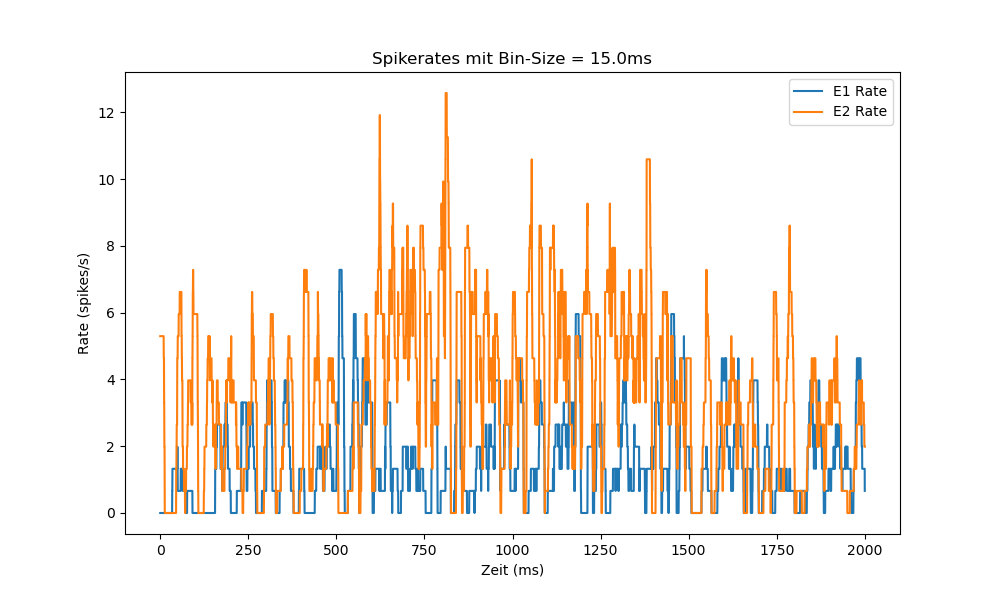 Spikerates mit Bin-Size = 15.0ms
E1 Rate
E2 Rate
Rate (spikes/s)
12
10
8
6
4
2
0
0 250 500 750 1000 1250 1500 1750 2000
Zeit (ms)